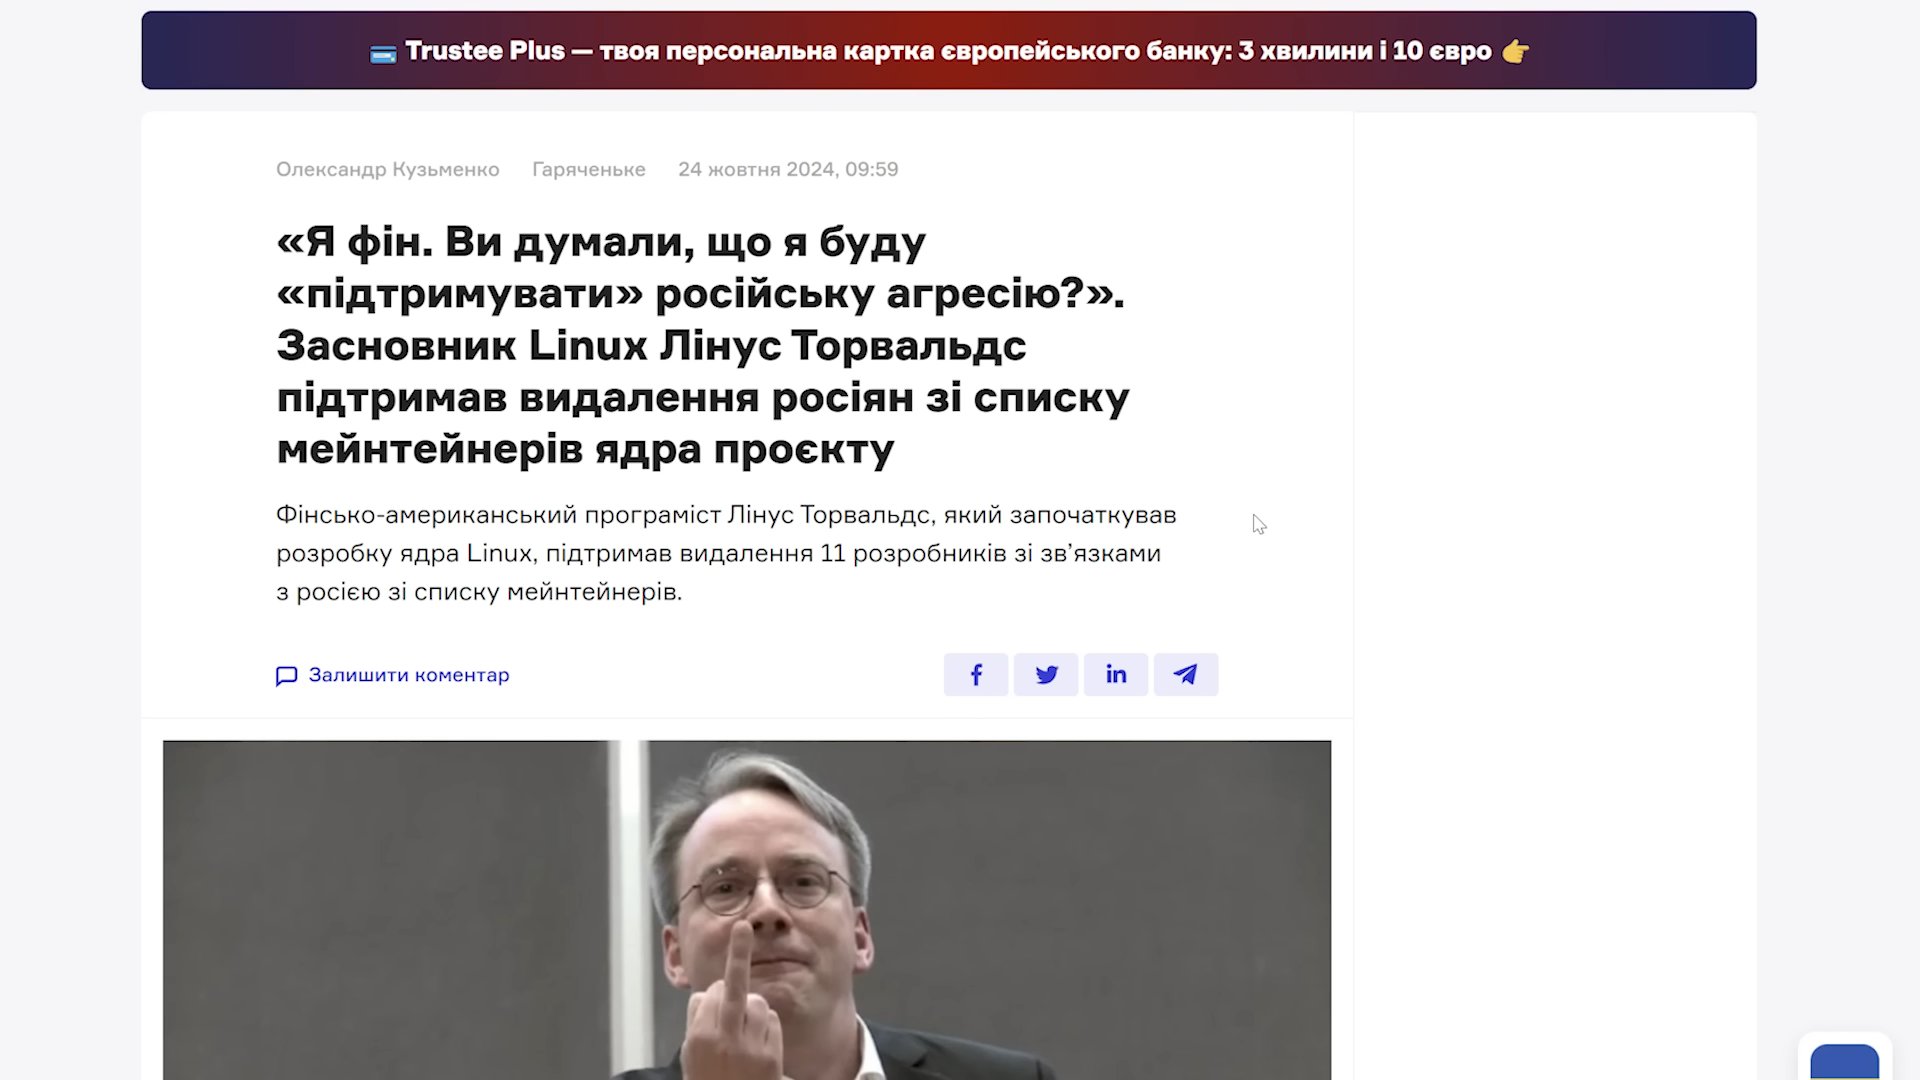 Trustee Plus — твоя персональна картка європейського банку: 3 хвилини і 10 євро
Олександр Кузьменко Гаряченьке 24 жовтня 2024, 09:59
«Я фін. Ви думали, що я буду
«підтримувати» російську агресію?».
Засновник Linux Лінус Торвальдс
підтримав видалення росіян зі списку
мейнтейнерів ядра проєкту
Фінсько-американський програміст Лінус Торвальдс, який започаткував
розробку ядра Linux, підтримав видалення 11 розробників зі зв’язками
з росією зі списку мейнтейнерів.
Залишити коментар